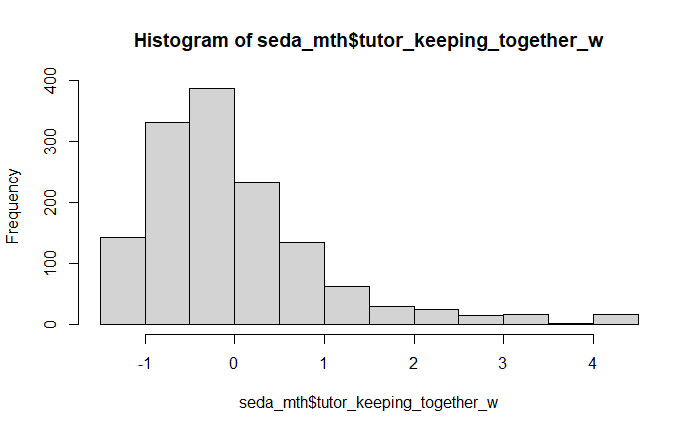 Histogram of seda_mth$tutor_keeping_together_w
400
300
200
100
0
Frequency
-1 0 1 2 3 4
seda_mth$tutor_keeping_together_w